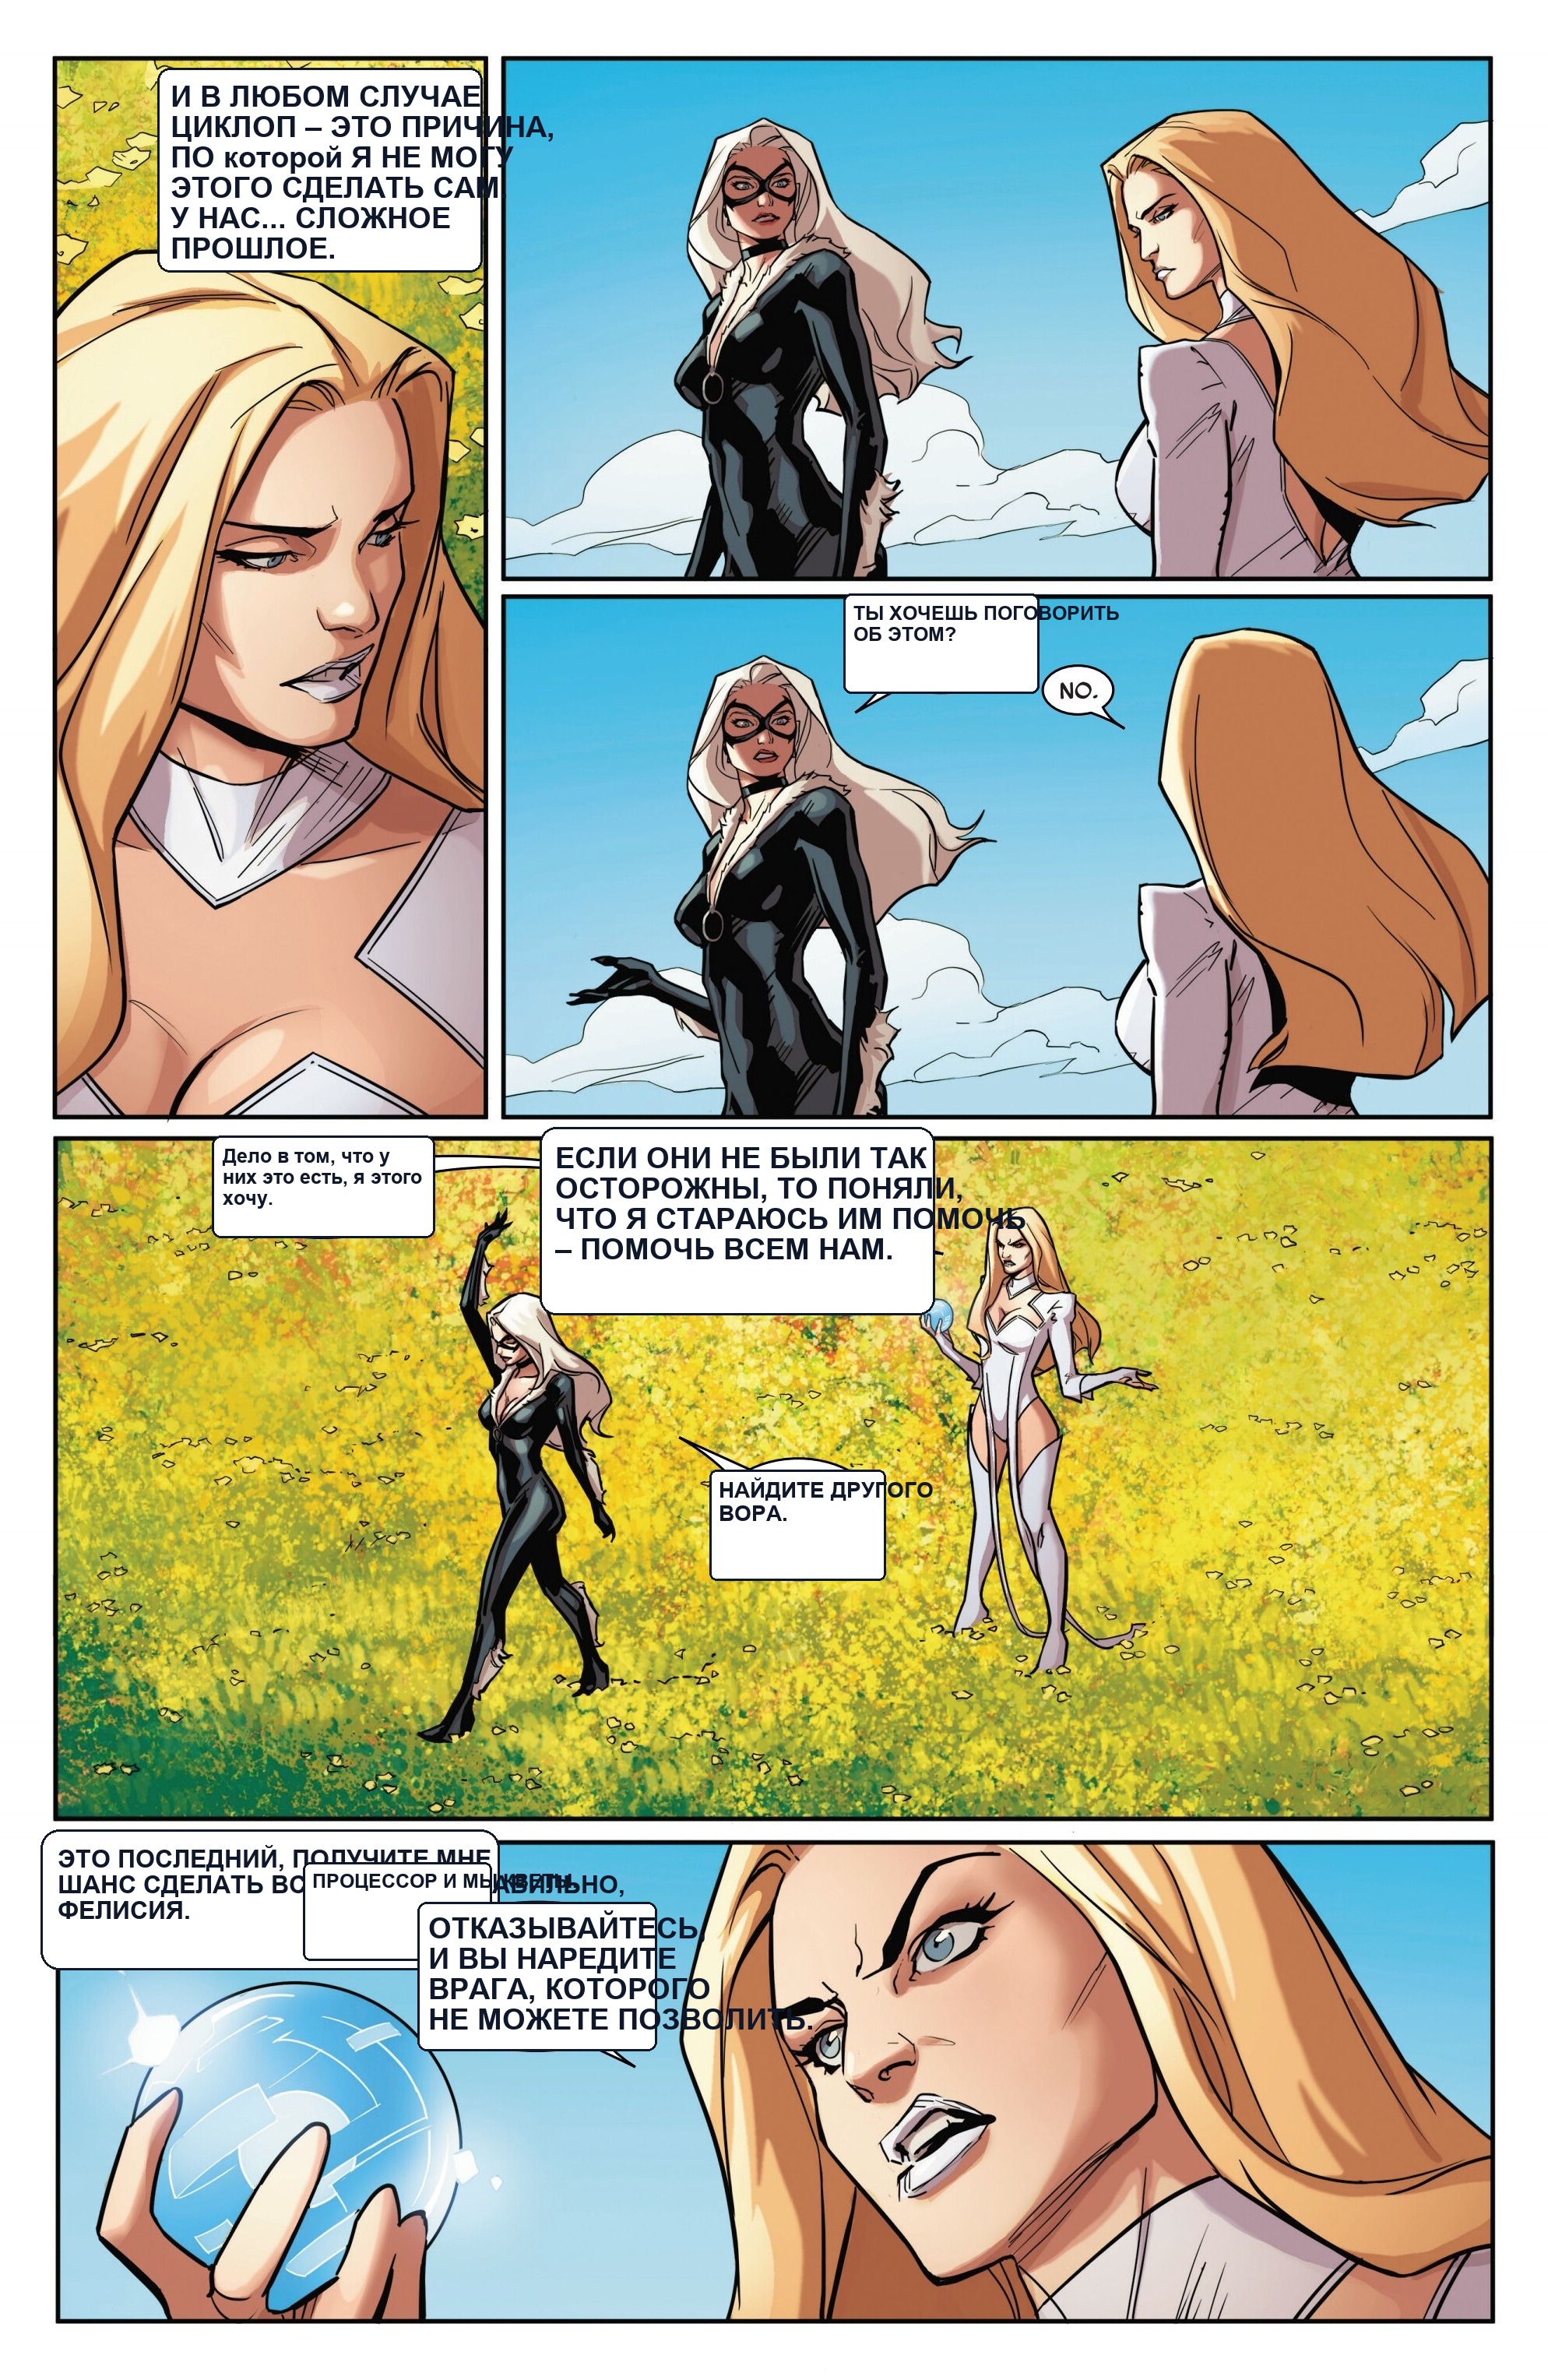 И В ЛЮБОМ СЛУЧАЕ
ЦИКЛОП – ЭТО ПРИЧИНА,
ПО которой Я НЕ МОГУ
ЭТОГО СДЕЛАТЬ САМ.
У НАС... СЛОЖНОЕ
ПРОШЛОЕ.
ТЫ ХОЧЕШЬ ПОГОВОРИТЬ
ОБ ЭТОМ?
NO.
Дело в том, что у
них это есть, я этого
хочу.
ЕСЛИ ОНИ НЕ БЫЛИ ТАК
ОСТОРОЖНЫ, ТО ПОНЯЛИ,
ЧТО Я СТАРАЮСЬ ИМ ПОМОЧЬ
– ПОМОЧЬ ВСЕМ НАМ.
НАЙДИТЕ ДРУГОГО
ВОРА.
ЭТО ПОСЛЕДНИЙ, ПОЛУЧИТЕ МНЕ
ШАНС СДЕЛАТЬ
ФЕЛИСИЯ.
ПРОЦЕССОР И
ОТКАЗЫВАЙТЕСЬ,
И ВЫ НАРЕДИТЕ
ВРАГА, КОТОРОГО
НЕ МОЖЕТЕ ПОЗВОЛИТЬ.